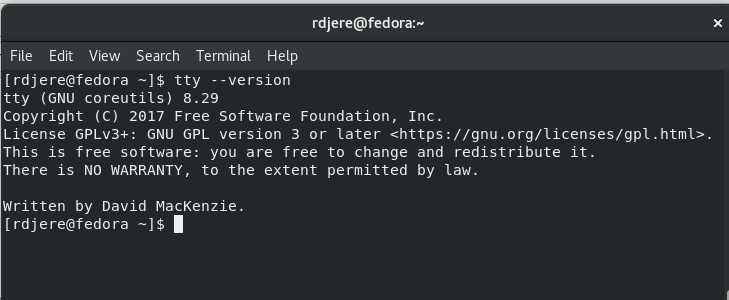 rdjere@fedora:~
File Edit View Search Terminal Help
[rdjere@fedora ~]$ tty --version
tty (GNU coreutils) 8.29
Copyright (C) 2017 Free Software Foundation, Inc.
License GPLv3+: GNU GPL version 3 or later <https://gnu.org/licenses/gpl.html>.
This is free software: you are free to change and redistribute it.
There is NO WARRANTY, to the extent permitted by law.

Written by David MacKenzie.
[rdjere@fedora ~]$